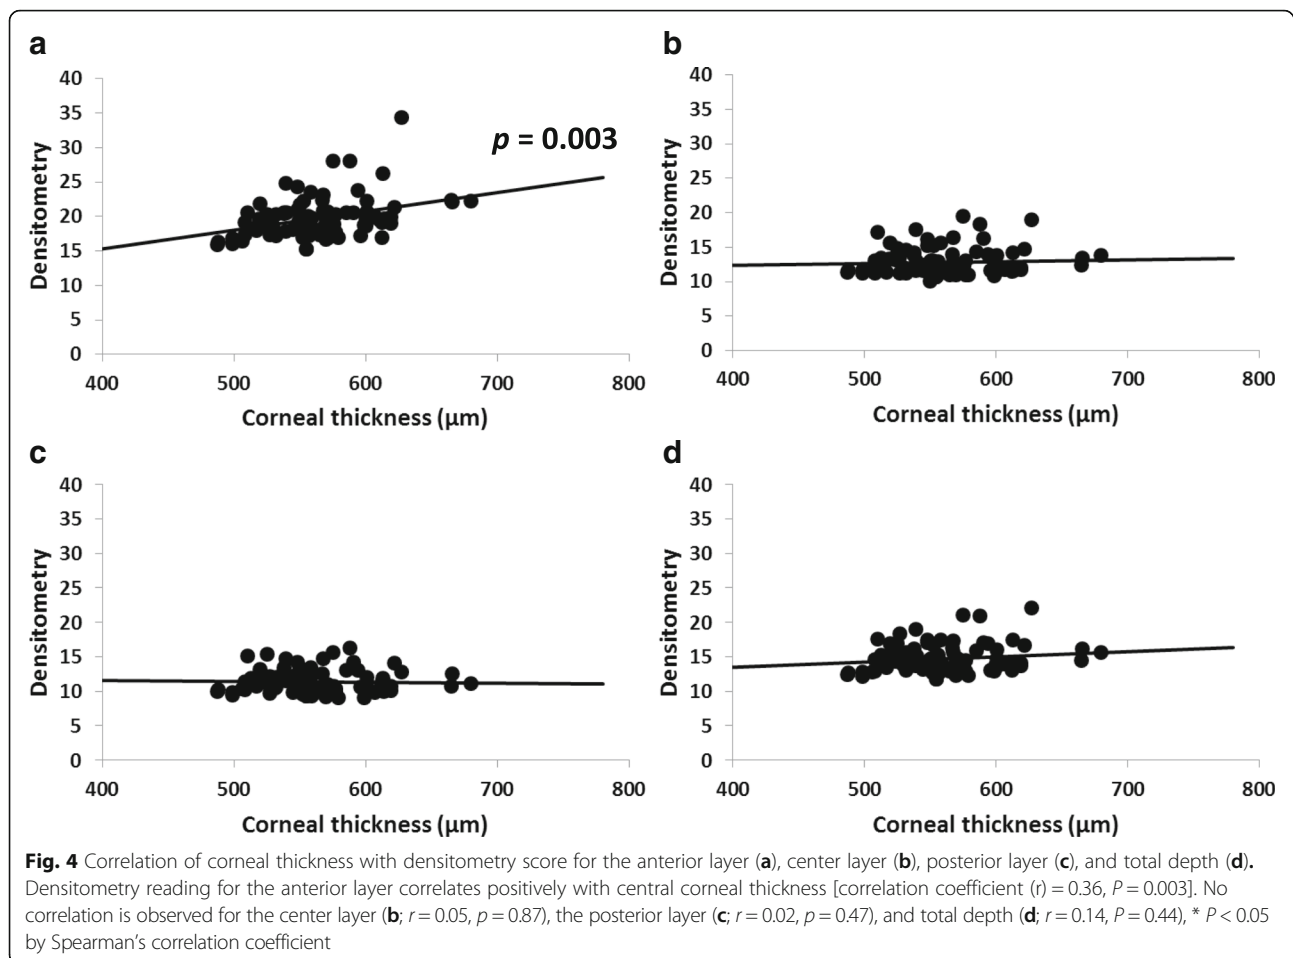 a
40
35
30
25
20
15
10
5
0
Densitometry
p = 0.003
400 500 600 700 800
Corneal thickness (µm)
b
40
35
30
25
20
15
10
5
0
Densitometry
400 500 600 700 800
Corneal thickness (µm)
c
40
35
30
25
20
15
10
5
0
Densitometry
400 500 600 700 800
Corneal thickness (µm)
d
40
35
30
25
20
15
10
5
0
Densitometry
400 500 600 700 800
Corneal thickness (µm)
Fig. 4 Correlation of corneal thickness with densitometry score for the anterior layer (a), center layer (b), posterior layer (c), and total depth (d).
Densitometry reading for the anterior layer correlates positively with central corneal thickness [correlation coefficient (r) = 0.36, P = 0.003]. No
correlation is observed for the center layer (b; r = 0.05, p = 0.87), the posterior layer (c; r = 0.02, p = 0.47), and total depth (d; r = 0.14, P = 0.44), * P < 0.05
by Spearman's correlation coefficient